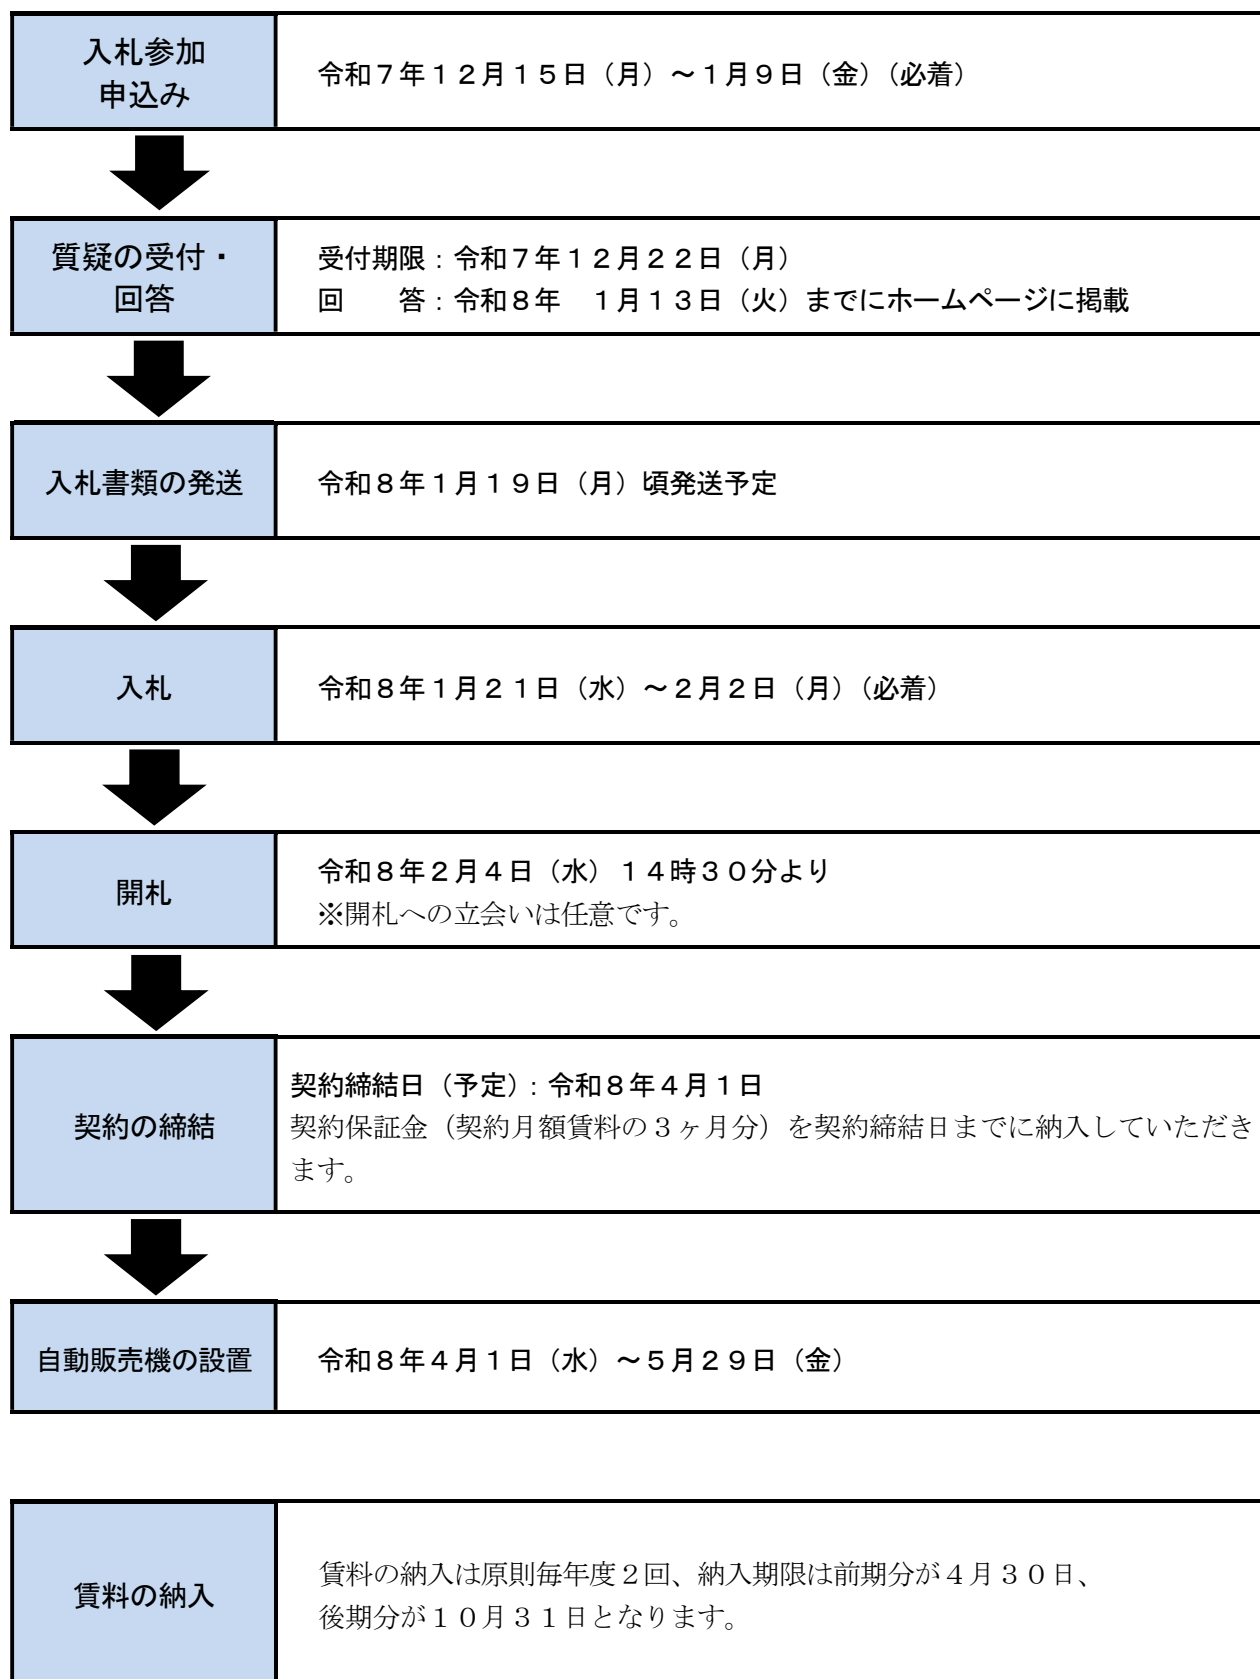 入札参加
申込み
令和７年１２月１５日（月）～１月９日（金）（必着）
質疑の受付・
回答
受付期限：令和７年１２月２２日（月）
回　　答：令和８年　１月１３日（火）までにホームページに掲載
入札書類の発送
令和８年１月１９日（月）頃発送予定
入札
令和８年１月２１日（水）～２月２日（月）（必着）
開札
令和８年２月４日（水）１４時３０分より
※開札への立会いは任意です。
契約の締結
契約締結日（予定）：令和８年４月１日
契約保証金（契約月額賃料の３ヶ月分）を契約締結日までに納入していただき
ます。
自動販売機の設置
令和８年４月１日（水）～５月２９日（金）
賃料の納入
賃料の納入は原則毎年度２回、納入期限は前期分が４月３０日、
後期分が１０月３１日となります。